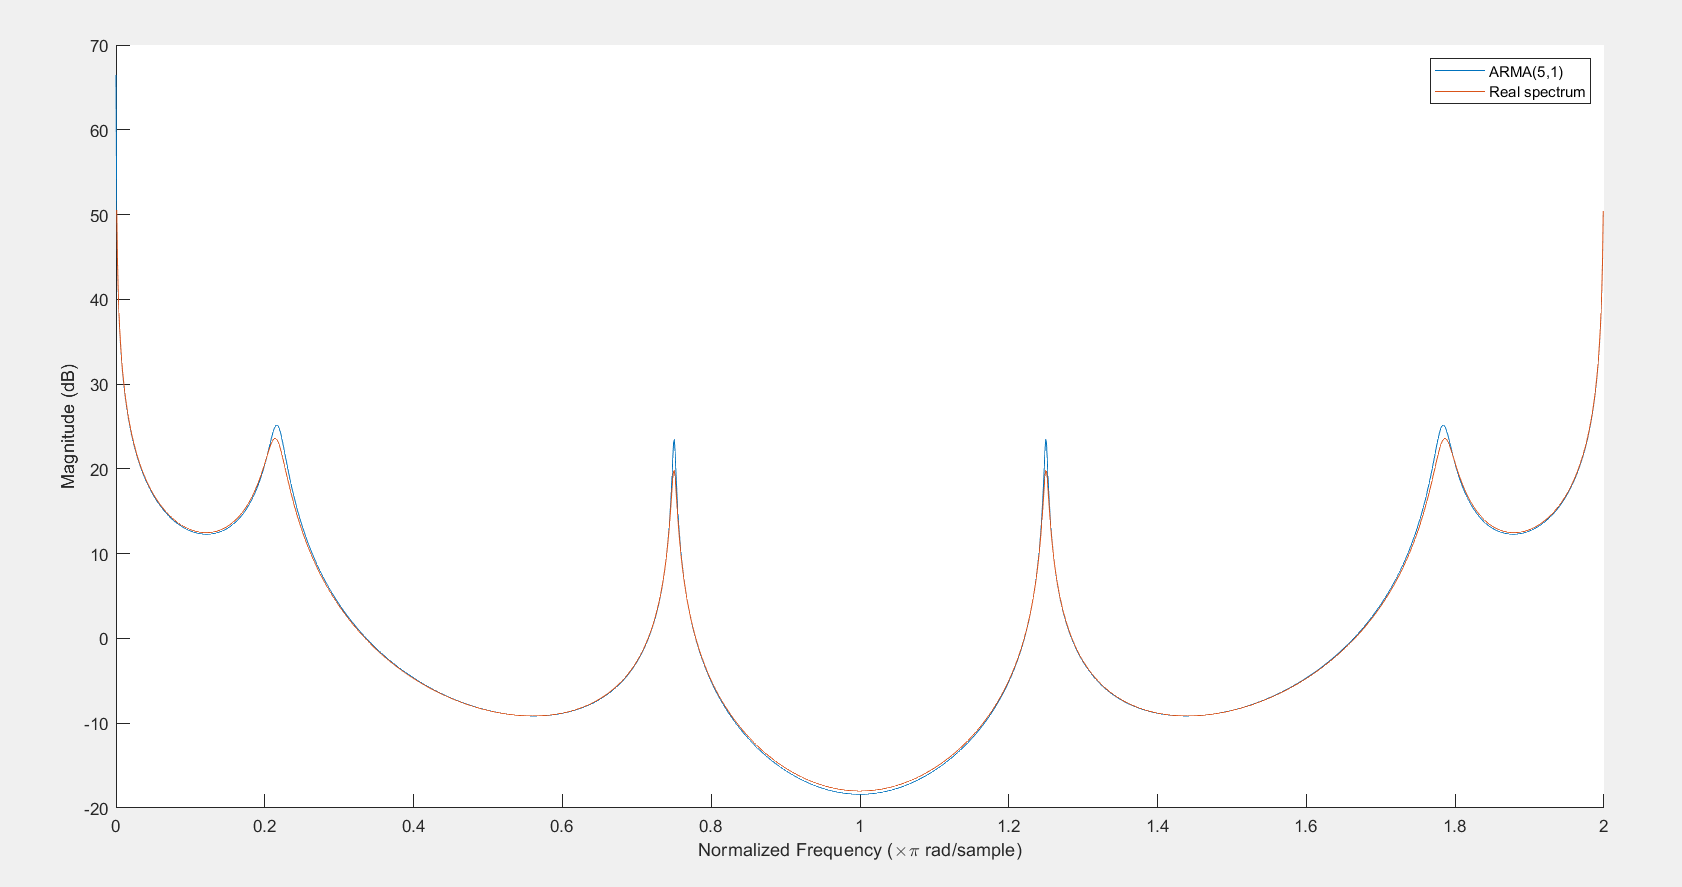 70
60
50
40
30
20
10
0
-10
-20
Magnitude (dB)
0 0.2 0.4 0.6 0.8 1 1.2 1.4 1.6 1.8 2
Normalized Frequency (×π rad/sample)
ARMA(5,1)
Real spectrum